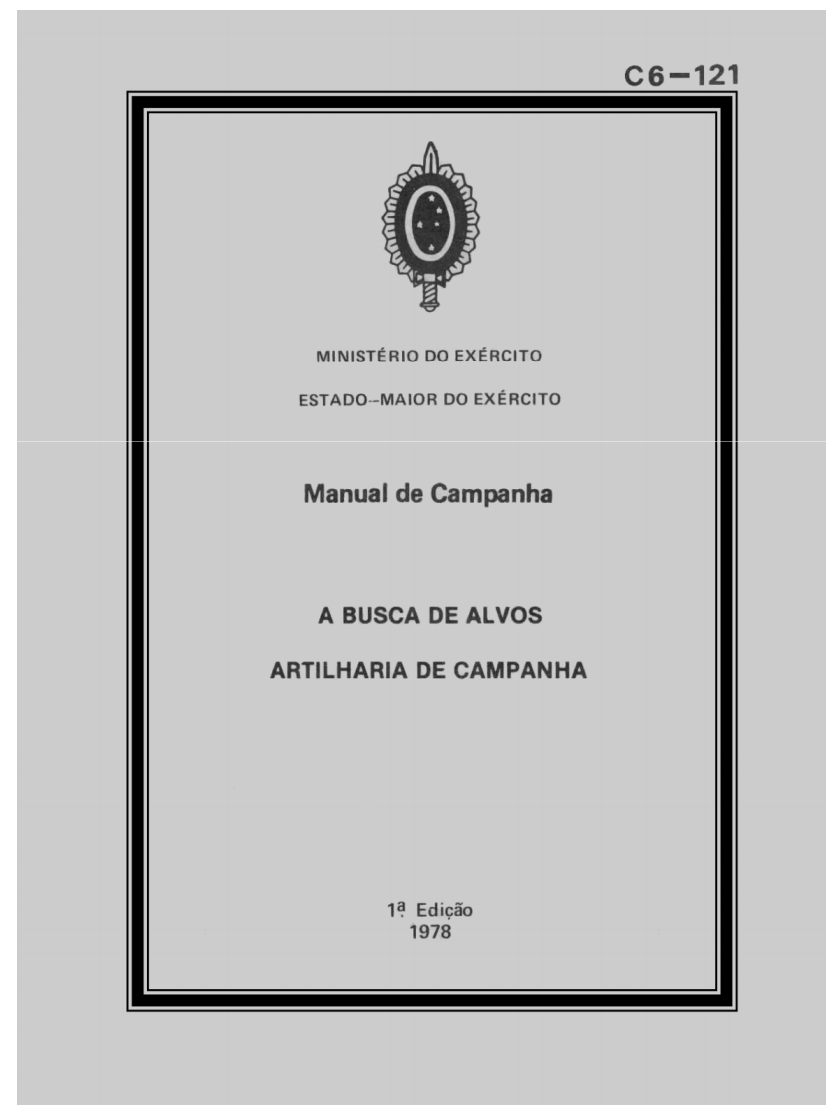 C6—121
MINISTÉRIO DO EXÉRCITO
ESTADO-MAIOR DO EXÉRCITO
Manual de Campanha
A BUSCA DE ALVOS
ARTILHARIA DE CAMPANHA
1ª Edição
1978